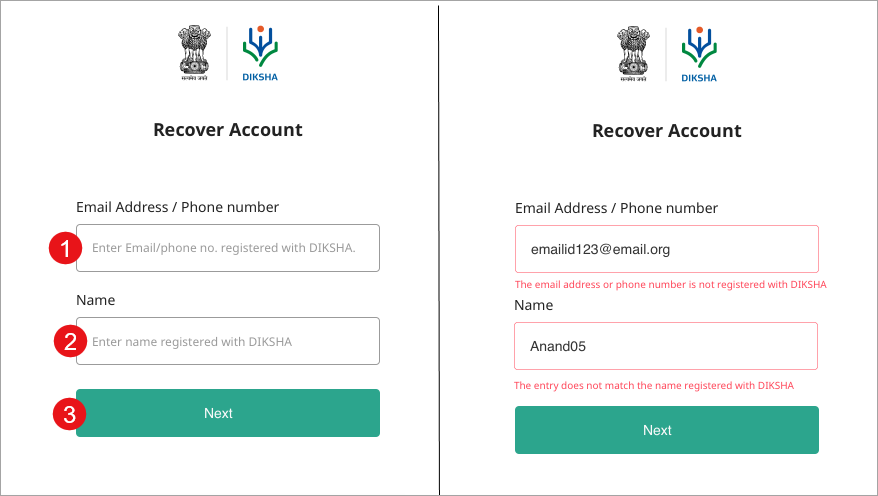 सत्यमेव जयते
DIKSHA
Recover Account
Email Address / Phone number
1
Enter Email/phone no. registered with DIKSHA.
Name
2
Enter name registered with DIKSHA
3
Next
सत्यमेव जयते
DIKSHA
Recover Account
Email Address / Phone number
emailid123@email.org
The email address or phone number is not registered with DIKSHA
Name
Anand05
The entry does not match the name registered with DIKSHA
Next